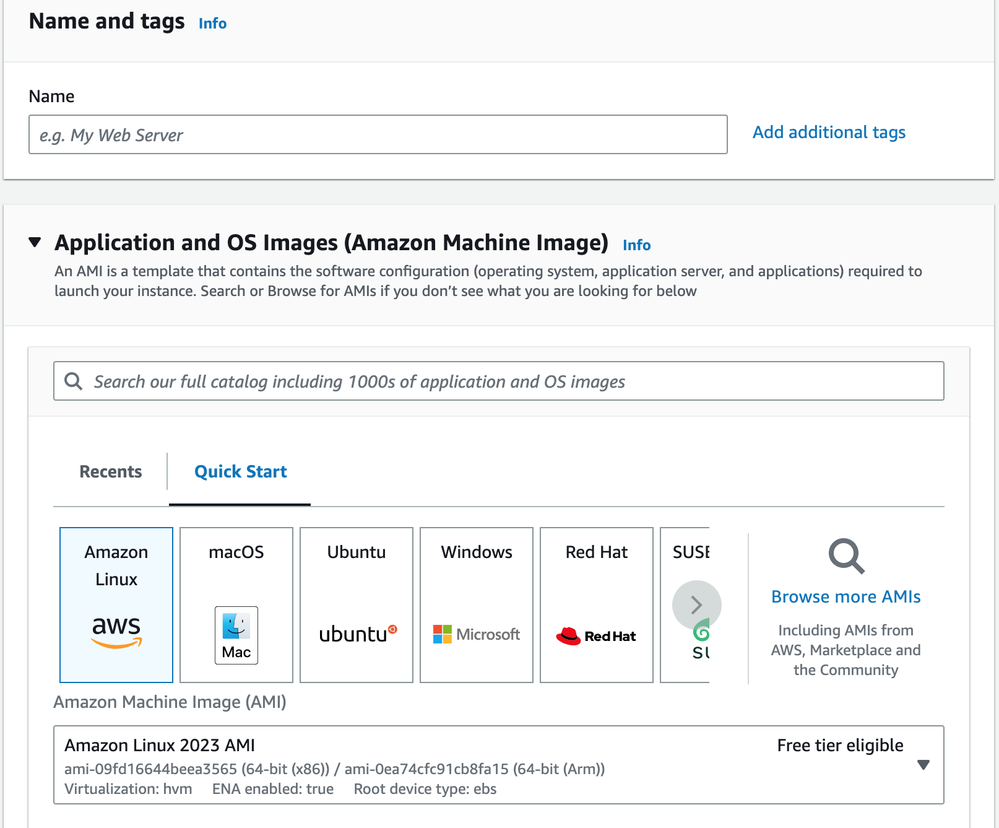 Name and tags Info
Name
e.g. My Web Server
Add additional tags
Application and OS Images (Amazon Machine Image) Info
An AMI is a template that contains the software configuration (operating system, application server, and applications) required to
launch your instance. Search or Browse for AMIs if you don’t see what you are looking for below
Search our full catalog including 1000s of application and OS images
Recents
Quick Start
Amazon
Linux
aws
macOS
Mac
Ubuntu
ubuntu
Windows
Microsoft
Red Hat
Red Hat
SUSE
SU
Browse more AMIs
Including AMIs from
AWS, Marketplace and
the Community
Amazon Machine Image (AMI)
Amazon Linux 2023 AMI
Free tier eligible
ami-09fd16644beea3565 (64-bit (x86)) / ami-0ea74cfc91cb8fa15 (64-bit (Arm))
Virtualization: hvm ENA enabled: true Root device type: ebs